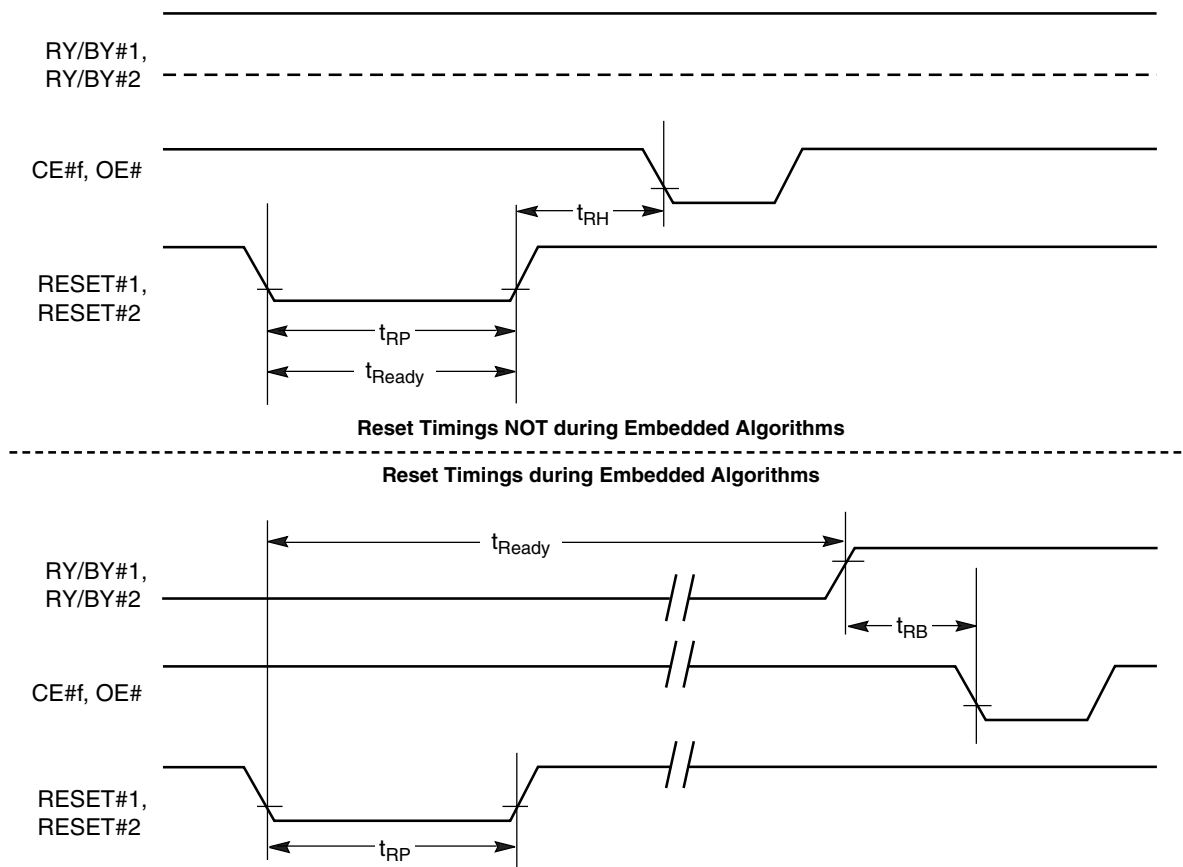 RY/BY#1,
RY/BY#2
CE#f, OE#
tRH
RESET#1,
RESET#2
tRP
tReady
Reset Timings NOT during Embedded Algorithms
Reset Timings during Embedded Algorithms
tReady
RY/BY#1,
RY/BY#2
tRB
CE#f, OE#
RESET#1,
RESET#2
tRP